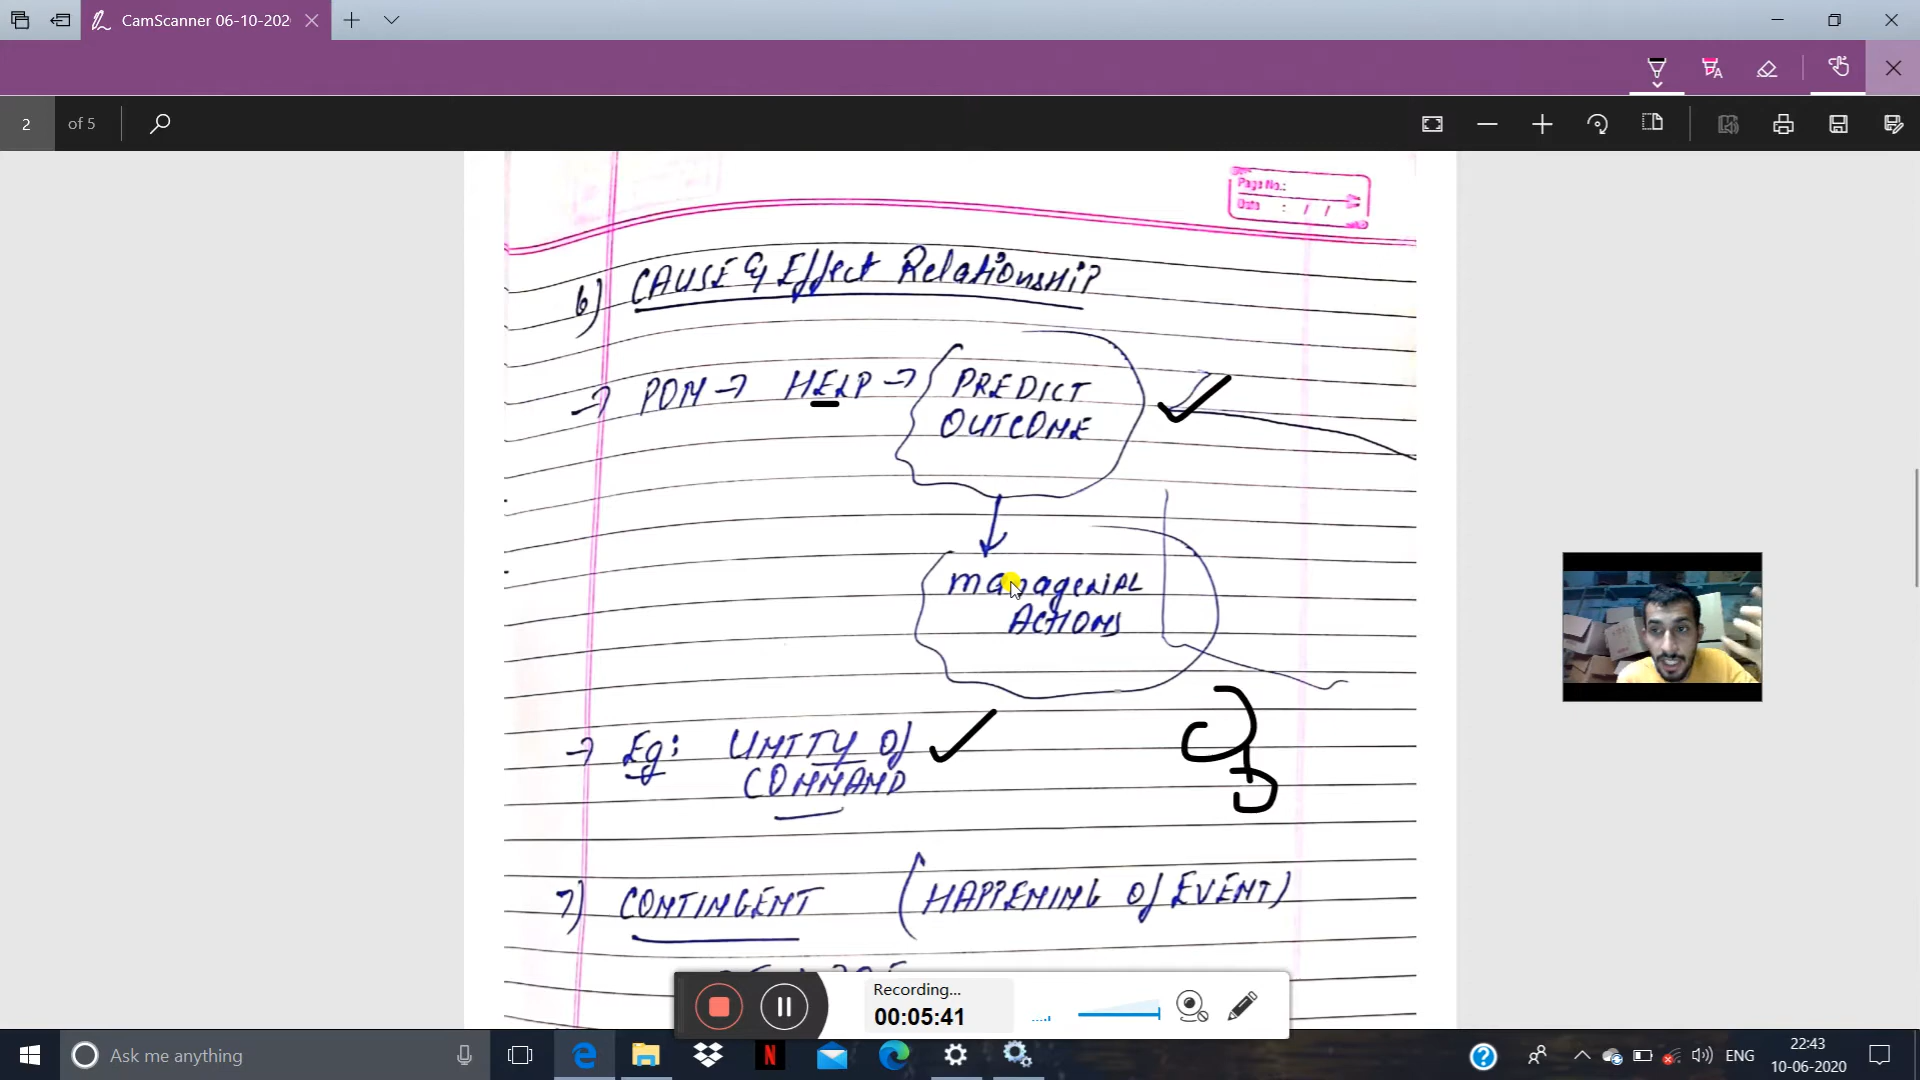 CamScanner 06-10-202
2 of 5
Page No.:
Date : / /
6) CAUSE & Effect Relationship
→ POM → HELP → PREDICT
OUTCOME
managerial
ACTIONS
→ Eg: UNITY Of
COMMAND
7) CONTINGENT (HAPPENING Of EVENT)
Recording...
00:05:41
Ask me anything
ENG
22:43
10-06-2020